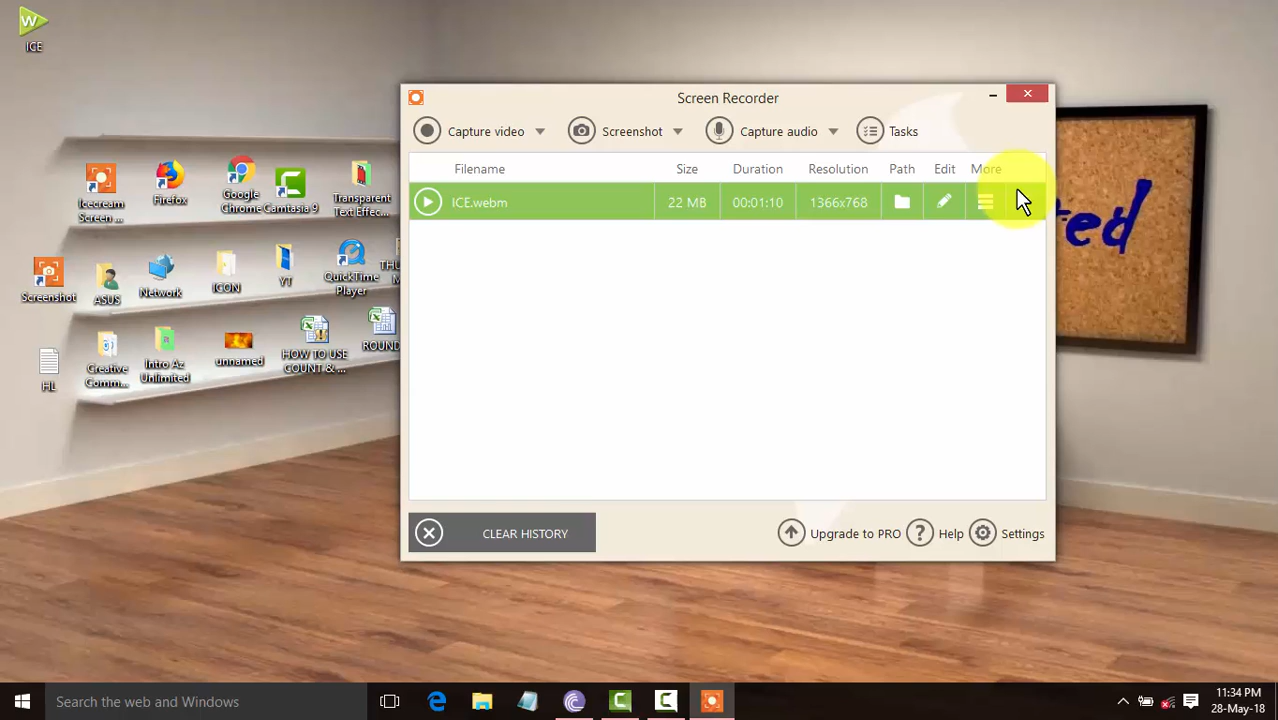 ICE
Screen Recorder
Capture video
Screenshot
Capture audio
Tasks
Filename
Size
Duration
Resolution
Path
Edit
More
ICE.webm
22 MB
00:01:10
1366x768
CLEAR HISTORY
Upgrade to PRO
Help
Settings
Icecream
Screen ...
Firefox
Google
Chrome
Camtasia 9
Transparent
Text Effec...
Screenshot
ASUS
Network
ICON
YT
QuickTime
Player
THU
M
HL
Creative
Comm...
Intro Az
Unlimited
unnamed
HOW TO USE
COUNT & ...
ROUND
ted
Search the web and Windows
11:34 PM
28-May-18